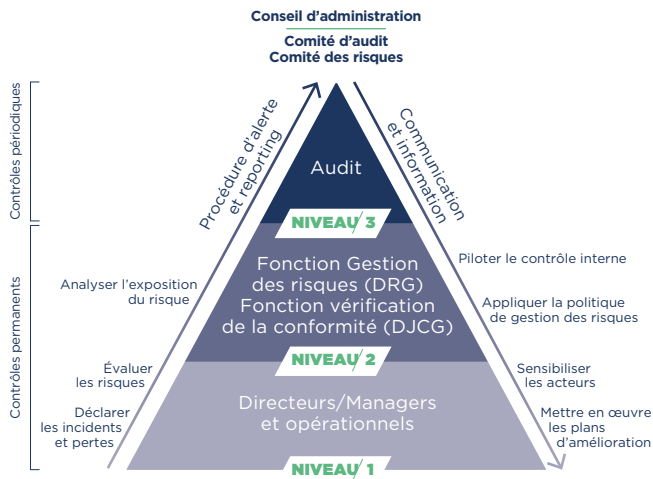 Conseil d’administration
Comité d’audit
Comité des risques
Contrôles périodiques
Procédure d’alerte
et reporting
Communication
et information
Audit
NIVEAU 3
Contrôles permanents
Fonction Gestion
des risques (DRG)
Fonction vérification
de la conformité (DJCG)
Analyser l’exposition
du risque
Piloter le contrôle interne
Appliquer la politique
de gestion des risques
NIVEAU 2
Évaluer
les risques
Sensibiliser
les acteurs
Directeurs/Managers
et opérationnels
Déclarer
les incidents
et pertes
Mettre en œuvre
les plans
d’amélioration
NIVEAU 1